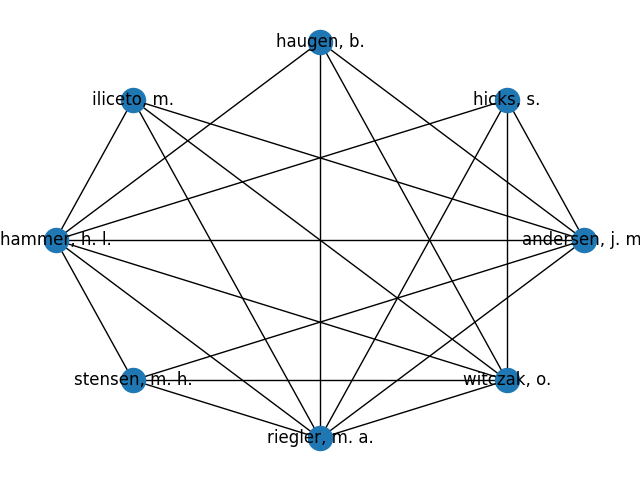 haugen, b.
iliceto, m.
hicks, s.
hammer, h. l.
andersen, j. m
stensen, m. h.
witczak, o.
riegler, m. a.